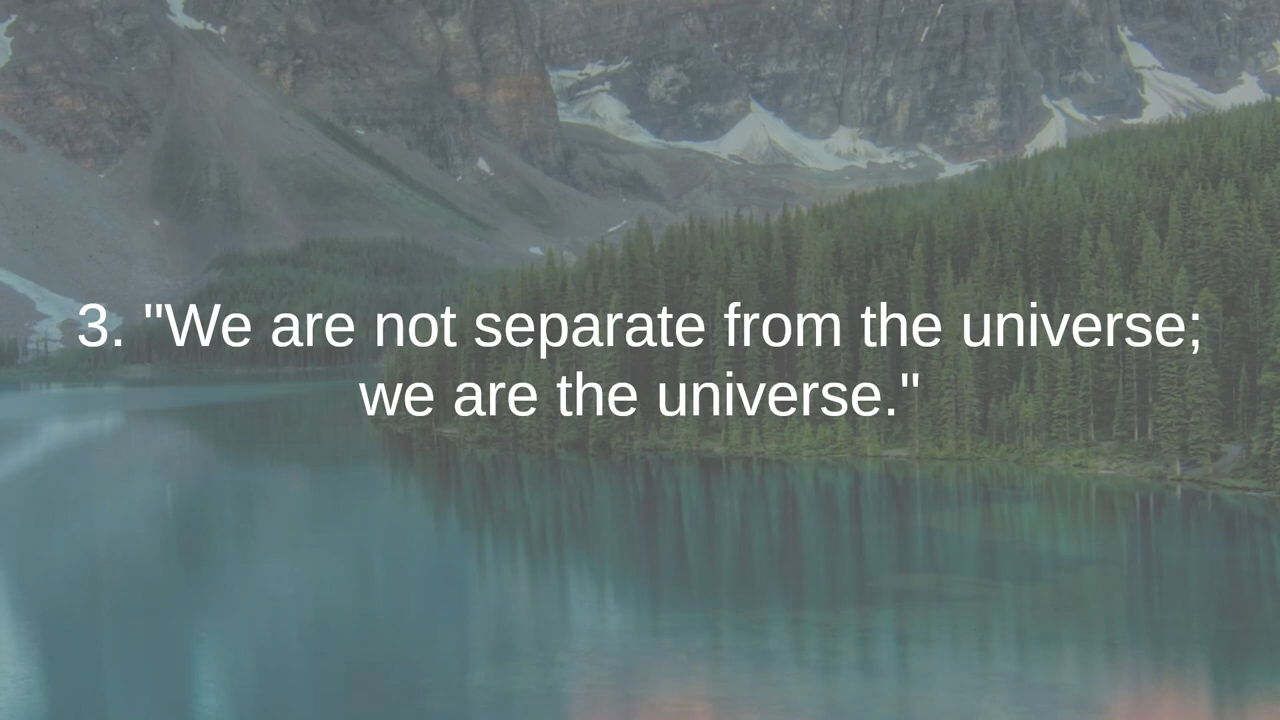 3. "We are not separate from the universe;
we are the universe."